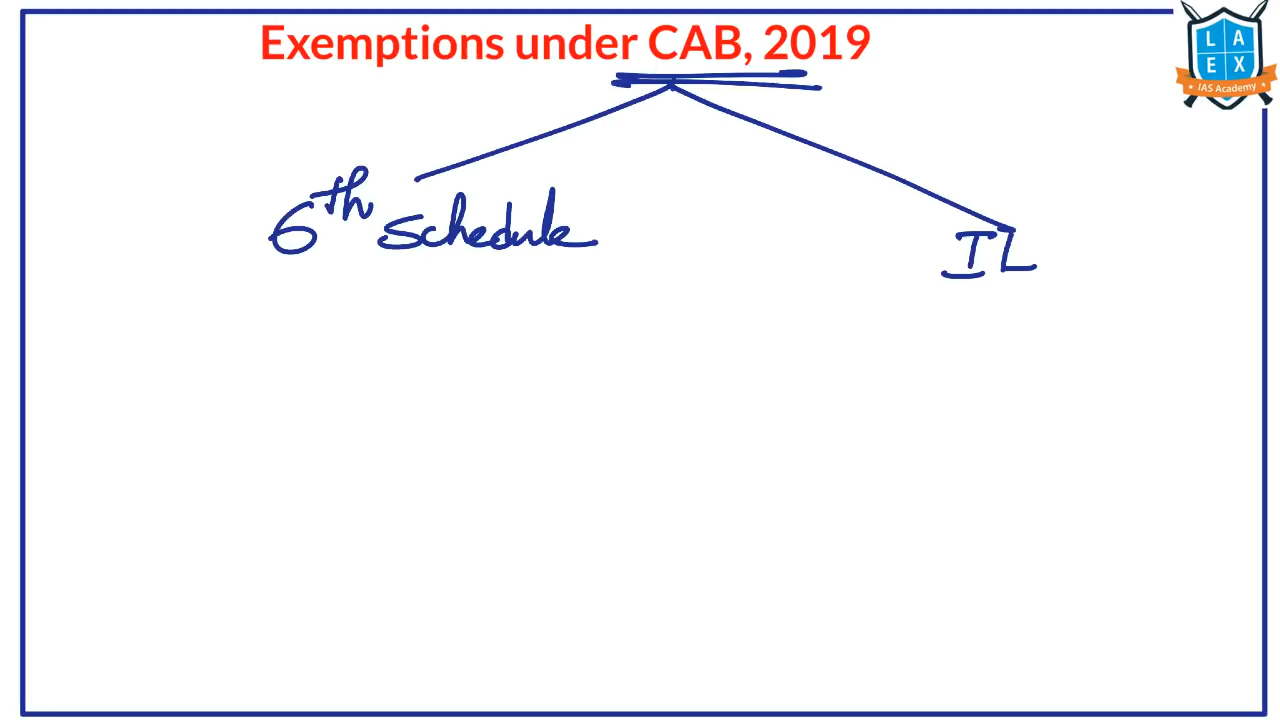 Exemptions under CAB, 2019
L A
E X
IAS Academy
6th schedule
IL